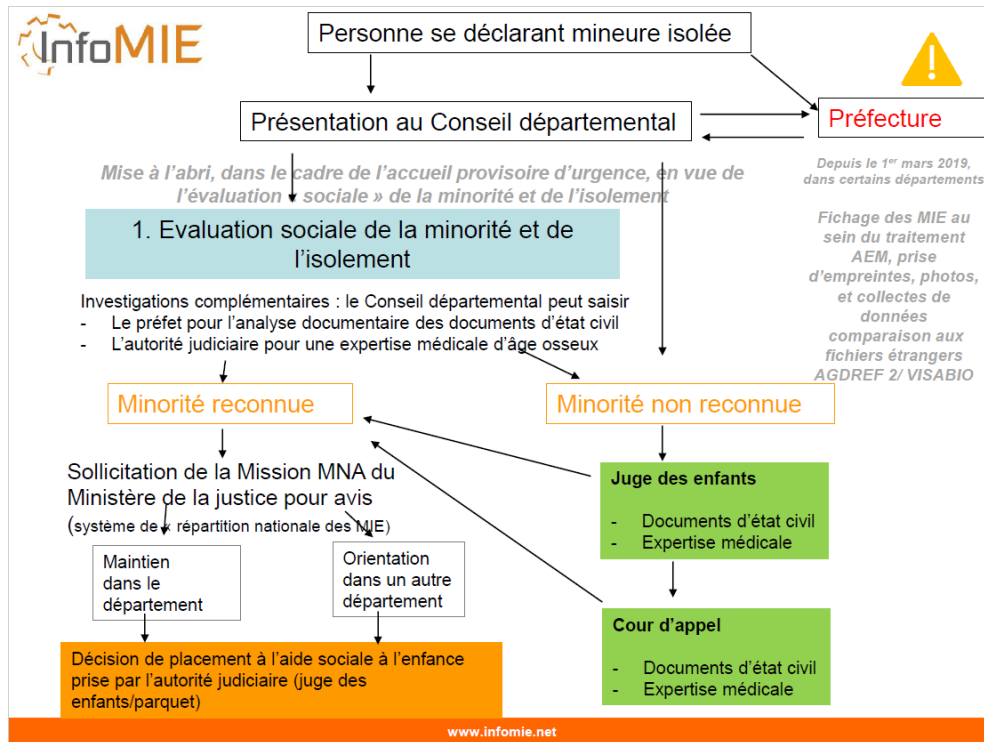 InfoMIE
Personne se déclarant mineure isolée
Présentation au Conseil départemental
Préfecture
Mise à l'abri, dans le cadre de l'accueil provisoire d'urgence, en vue de
l'évaluation « sociale » de la minorité et de l'isolement
Depuis le 1er mars 2019,
dans certains départements
Fichage des MIE au
sein du traitement
AEM, prise
d'empreintes, photos,
et collectes de
données
comparaison aux
fichiers étrangers
AGDREF 2/ VISABIO
1. Evaluation sociale de la minorité et de
l'isolement
Investigations complémentaires : le Conseil départemental peut saisir
- Le préfet pour l'analyse documentaire des documents d'état civil
- L'autorité judiciaire pour une expertise médicale d'âge osseux
Minorité reconnue
Minorité non reconnue
Sollicitation de la Mission MNA du
Ministère de la justice pour avis
(système de « répartition nationale des MIE)
Maintien
dans le
département
Orientation
dans un autre
département
Décision de placement à l'aide sociale à l'enfance
prise par l'autorité judiciaire (juge des
enfants/parquet)
Juge des enfants
- Documents d'état civil
- Expertise médicale
Cour d'appel
- Documents d'état civil
- Expertise médicale
www.infomie.net